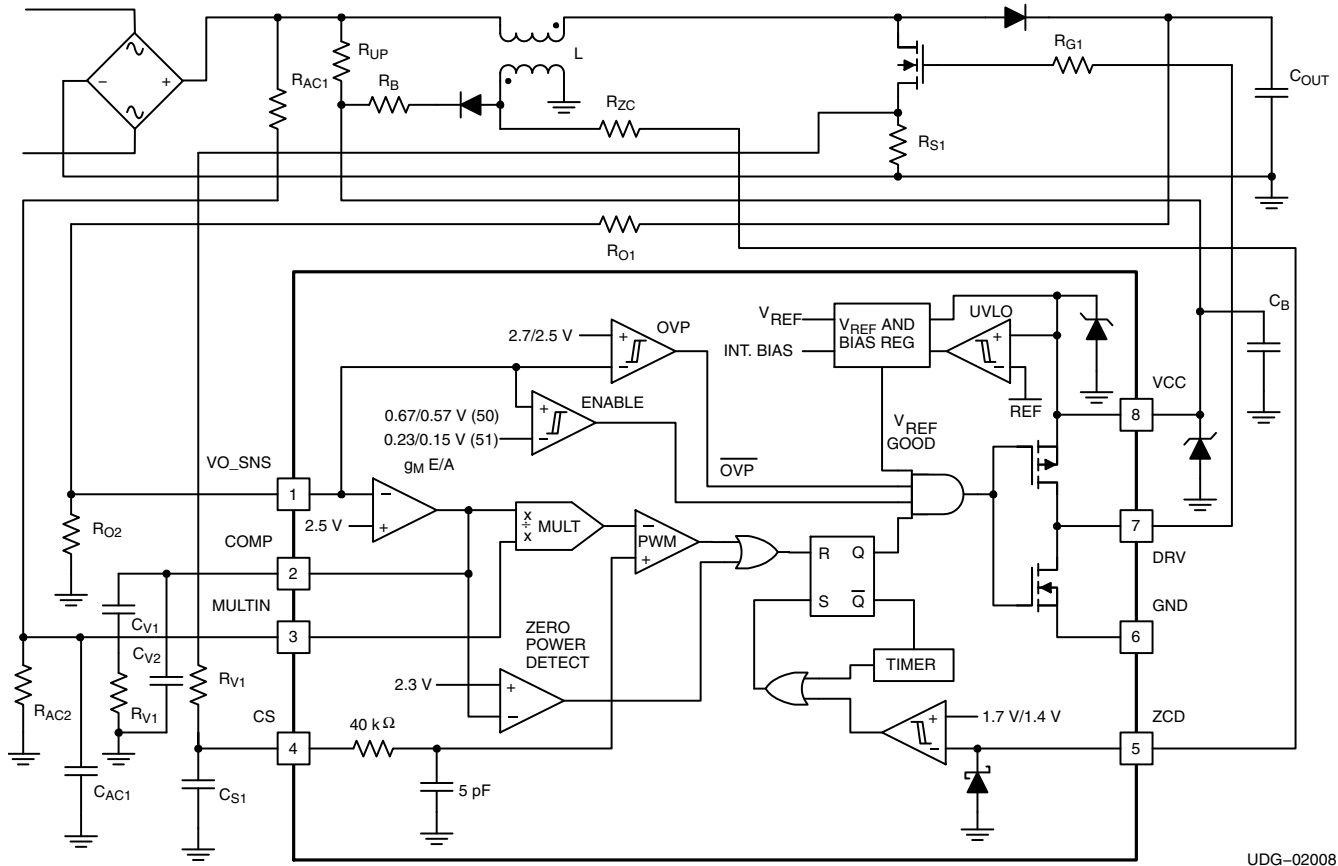 R_UP
L
R_G1
R_AC1
R_B
−
+
C_OUT
R_ZC
R_S1
R_O1
C_B
V_REF
V_REF AND
BIAS REG
UVLO
2.7/2.5 V
OVP
+
−
INT. BIAS
+
−
VCC
ENABLE
REF
0.67/0.57 V (50)
+
8
0.23/0.15 V (51)
−
V_REF
GOOD
g_M E/A
OVP
VO_SNS
1
−
x
÷
x
MULT
−
PWM
+
2.5 V
+
7
R_O2
COMP
R
Q
DRV
2
MULTIN
S
Q
GND
C_V1
3
ZERO
POWER
DETECT
6
C_V2
TIMER
R_V1
2.3 V
+
−
R_AC2
R_V1
CS
40 kΩ
+
1.7 V/1.4 V
ZCD
4
−
5
C_AC1
C_S1
5 pF
UDG−02008